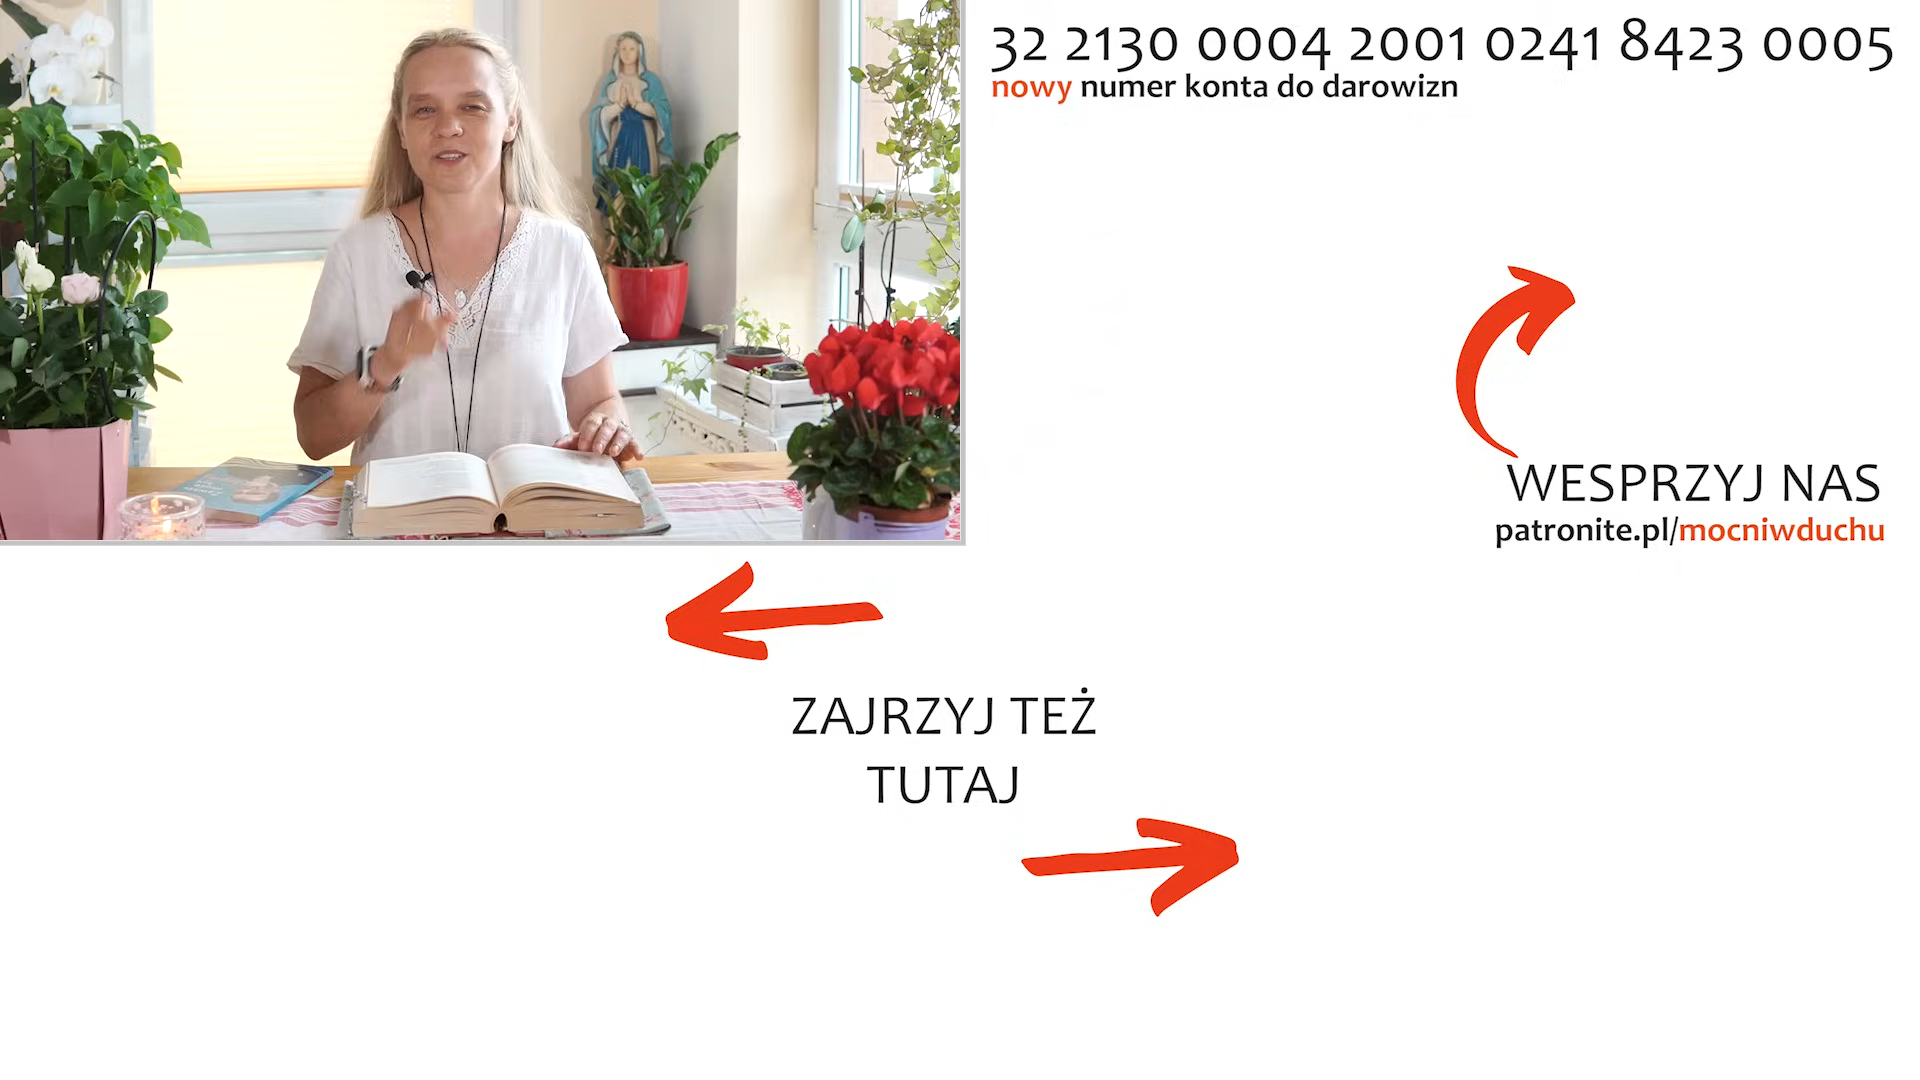 32 2130 0004 2001 0241 8423 0005
nowy numer konta do darowizn
WESPRZYJ NAS
patronite.pl/mocniwduchu
ZAJRZYJ TEŻ
TUTAJ